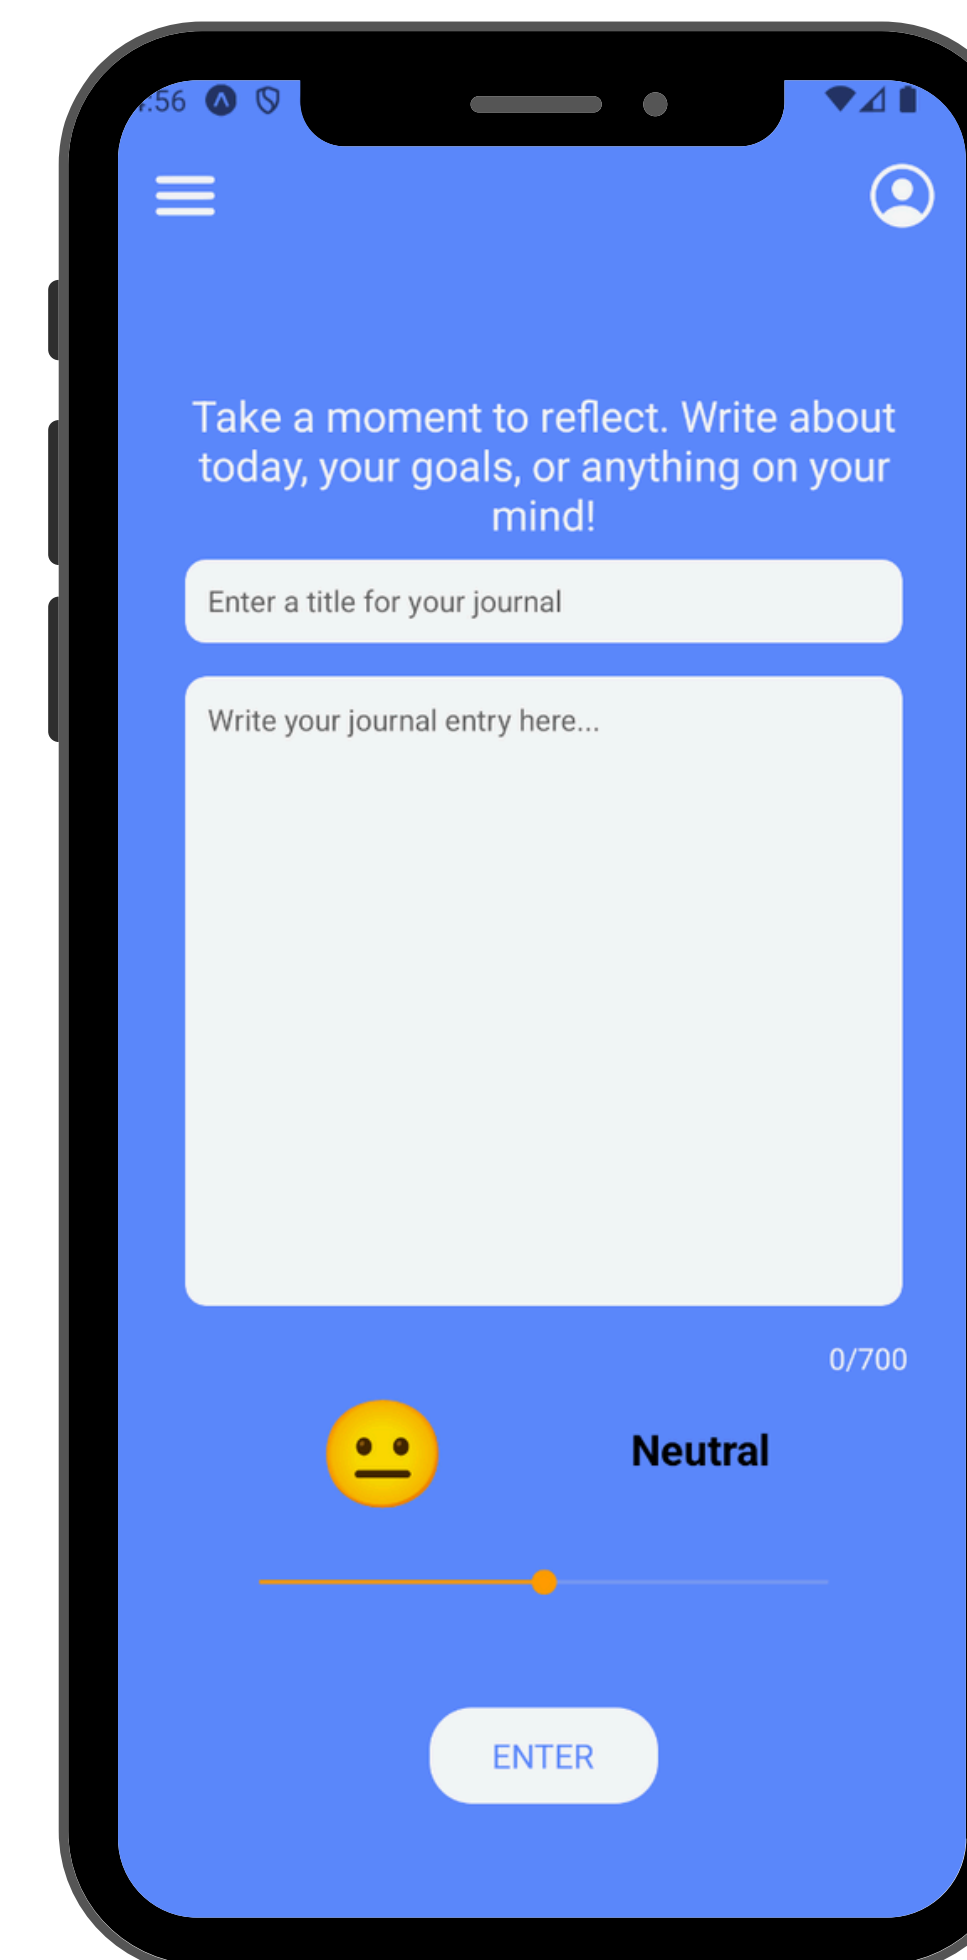 :56
Take a moment to reflect. Write about
today, your goals, or anything on your
mind!
Enter a title for your journal
Write your journal entry here...
0/700
Neutral
ENTER